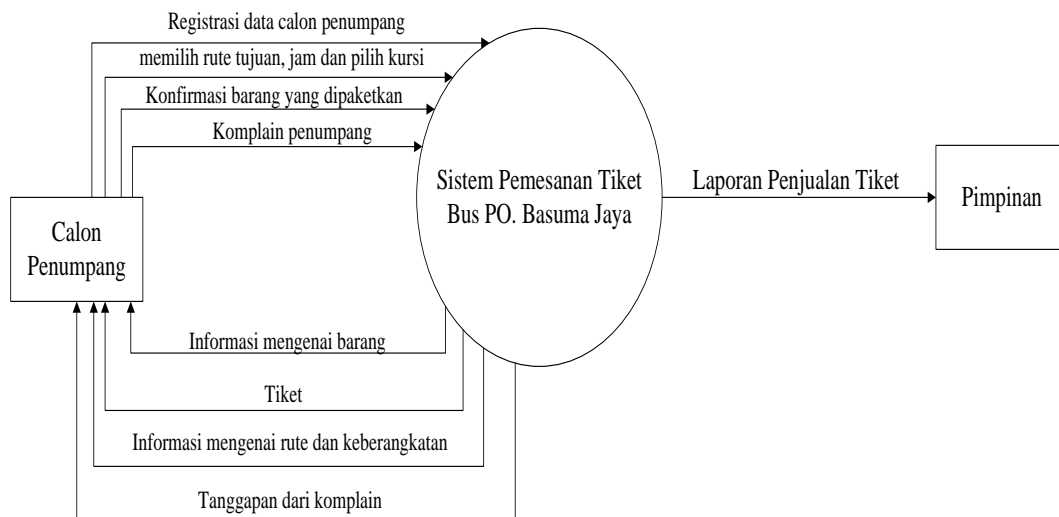 Registrasi data calon penumpang
memilih rute tujuan, jam dan pilih kursi
Konfirmasi barang yang dipaketkan
Komplain penumpang
Sistem Pemesanan Tiket
Bus PO. Basuma Jaya
Laporan Penjualan Tiket
Pimpinan
Calon
Penumpang
Informasi mengenai barang
Tiket
Informasi mengenai rute dan keberangkatan
Tanggapan dari komplain